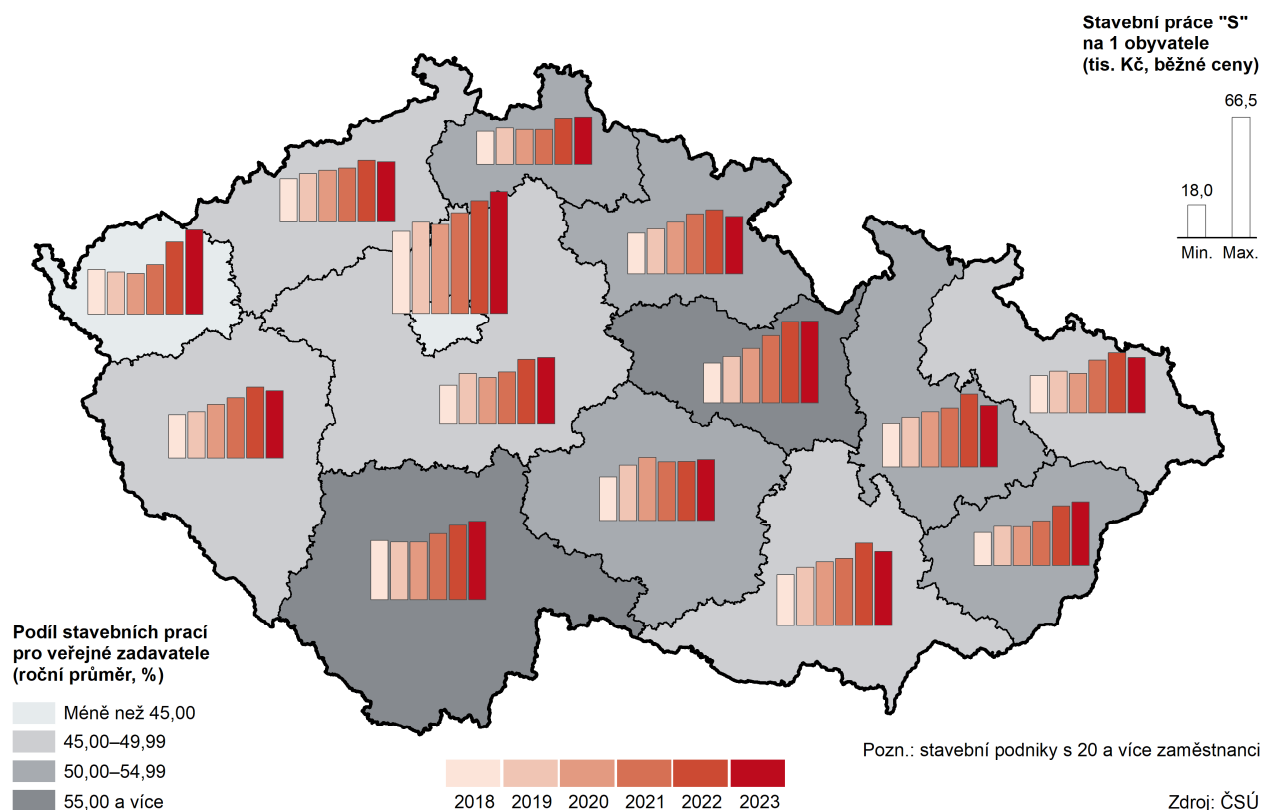 Stavební práce "S"
na 1 obyvatele
(tis. Kč, běžné ceny)
66,5
18,0
Min. Max.
Podíl stavebních prací
pro veřejné zadavatele
(roční průměr, %)
Méně než 45,00
45,00–49,99
50,00–54,99
55,00 a více
2018 2019 2020 2021 2022 2023
Pozn.: stavební podniky s 20 a více zaměstnanci
Zdroj: ČSÚ